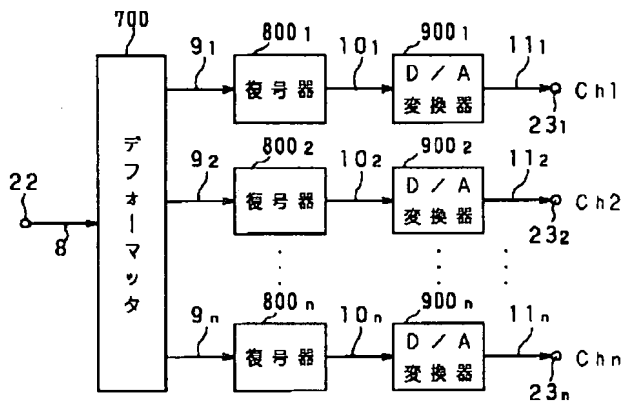 700
22
8
デフォーマッタ
9₁
800₁
復号器
10₁
900₁
D/A
変換器
11₁
23₁
Ch1
9₂
800₂
復号器
10₂
900₂
D/A
変換器
11₂
23₂
Ch2
9ₙ
800ₙ
復号器
10ₙ
900ₙ
D/A
変換器
11ₙ
23ₙ
Chn